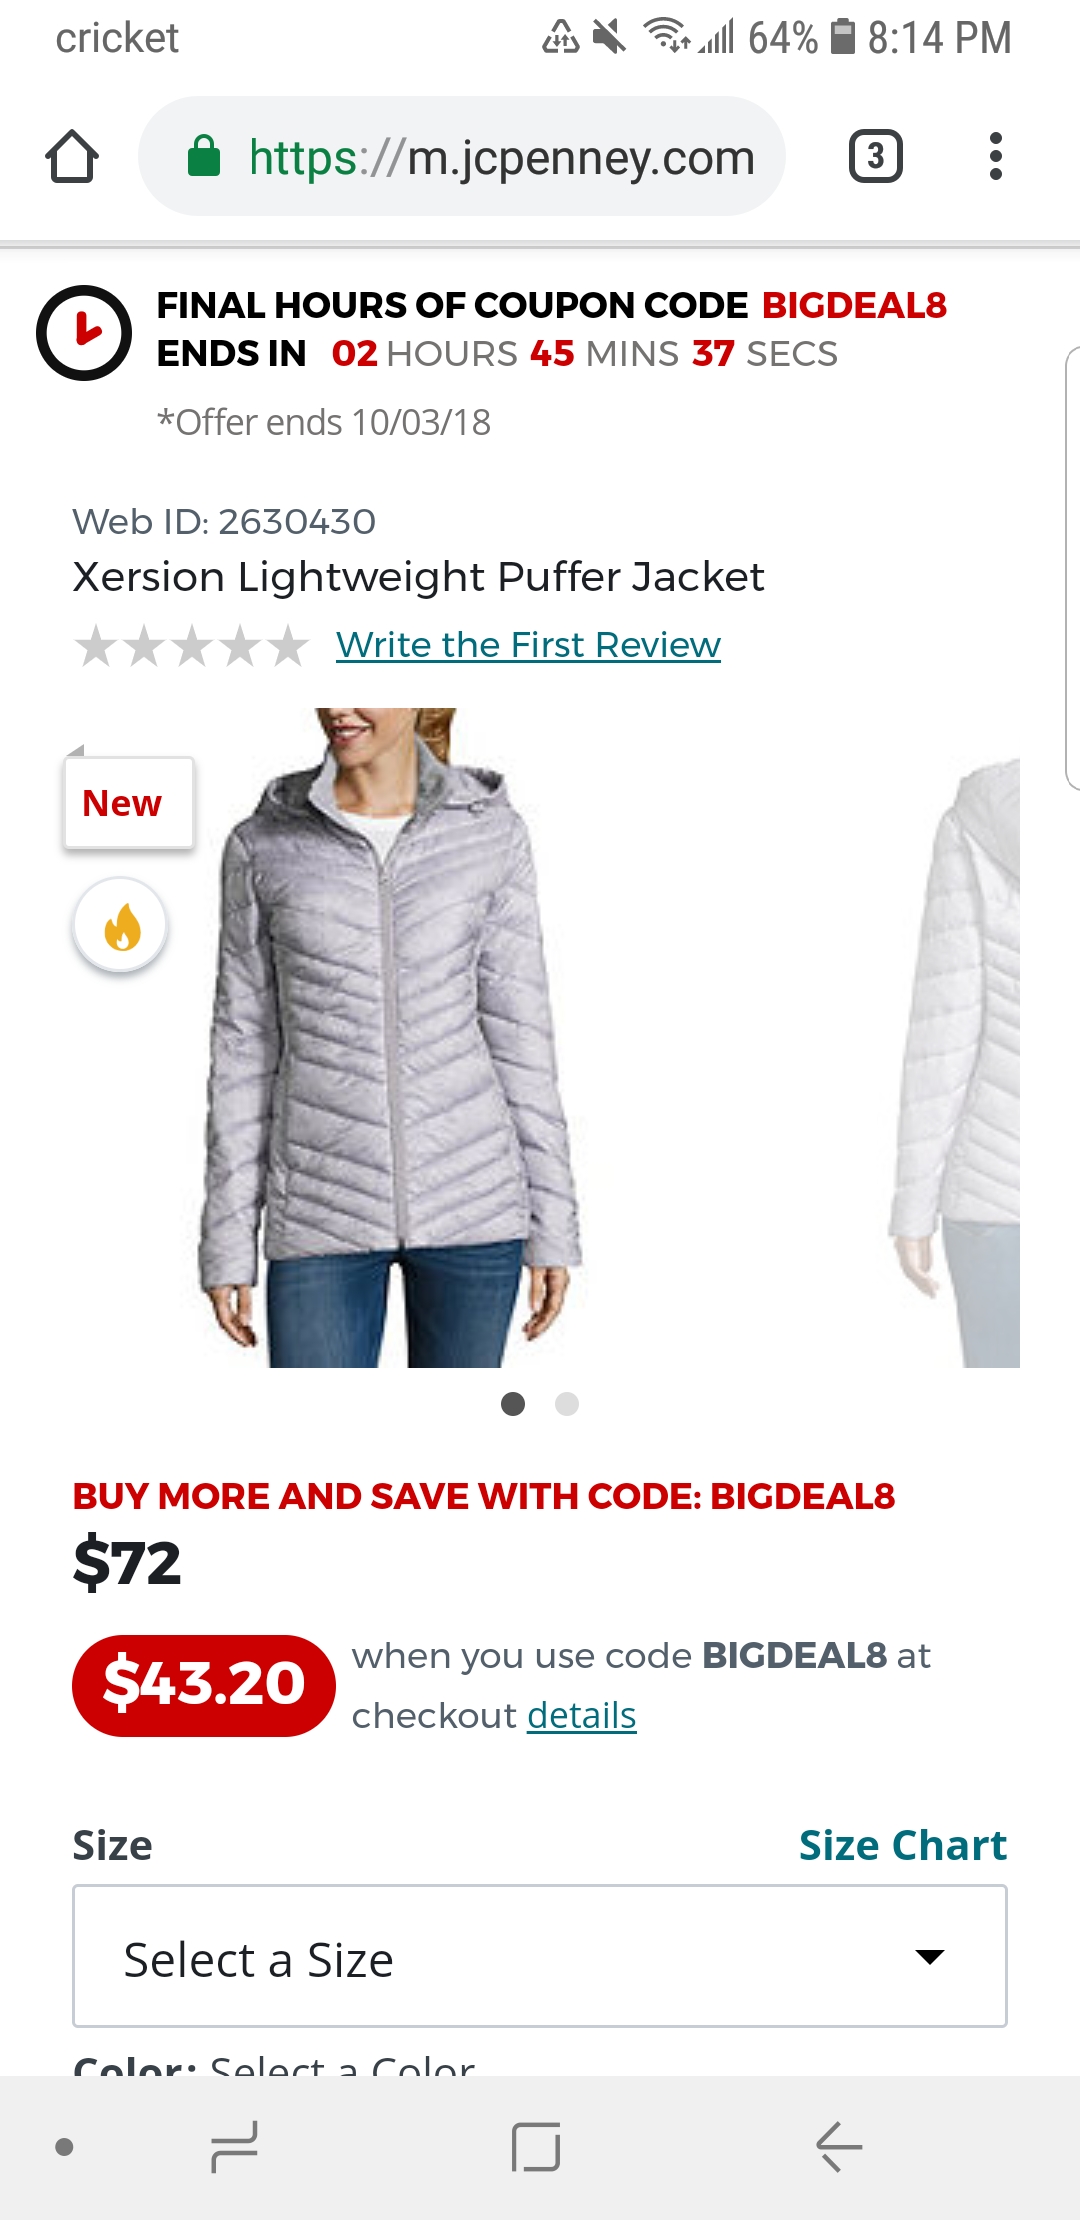 cricket 64% 8:14 PM
https://m.jcpenney.com 3
FINAL HOURS OF COUPON CODE BIGDEAL8
ENDS IN 02 HOURS 45 MINS 37 SECS
*Offer ends 10/03/18
Web ID: 2630430
Xersion Lightweight Puffer Jacket
Write the First Review
New
BUY MORE AND SAVE WITH CODE: BIGDEAL8
$72
$43.20 when you use code BIGDEAL8 at
checkout details
Size Size Chart
Select a Size
Color: Select a Color